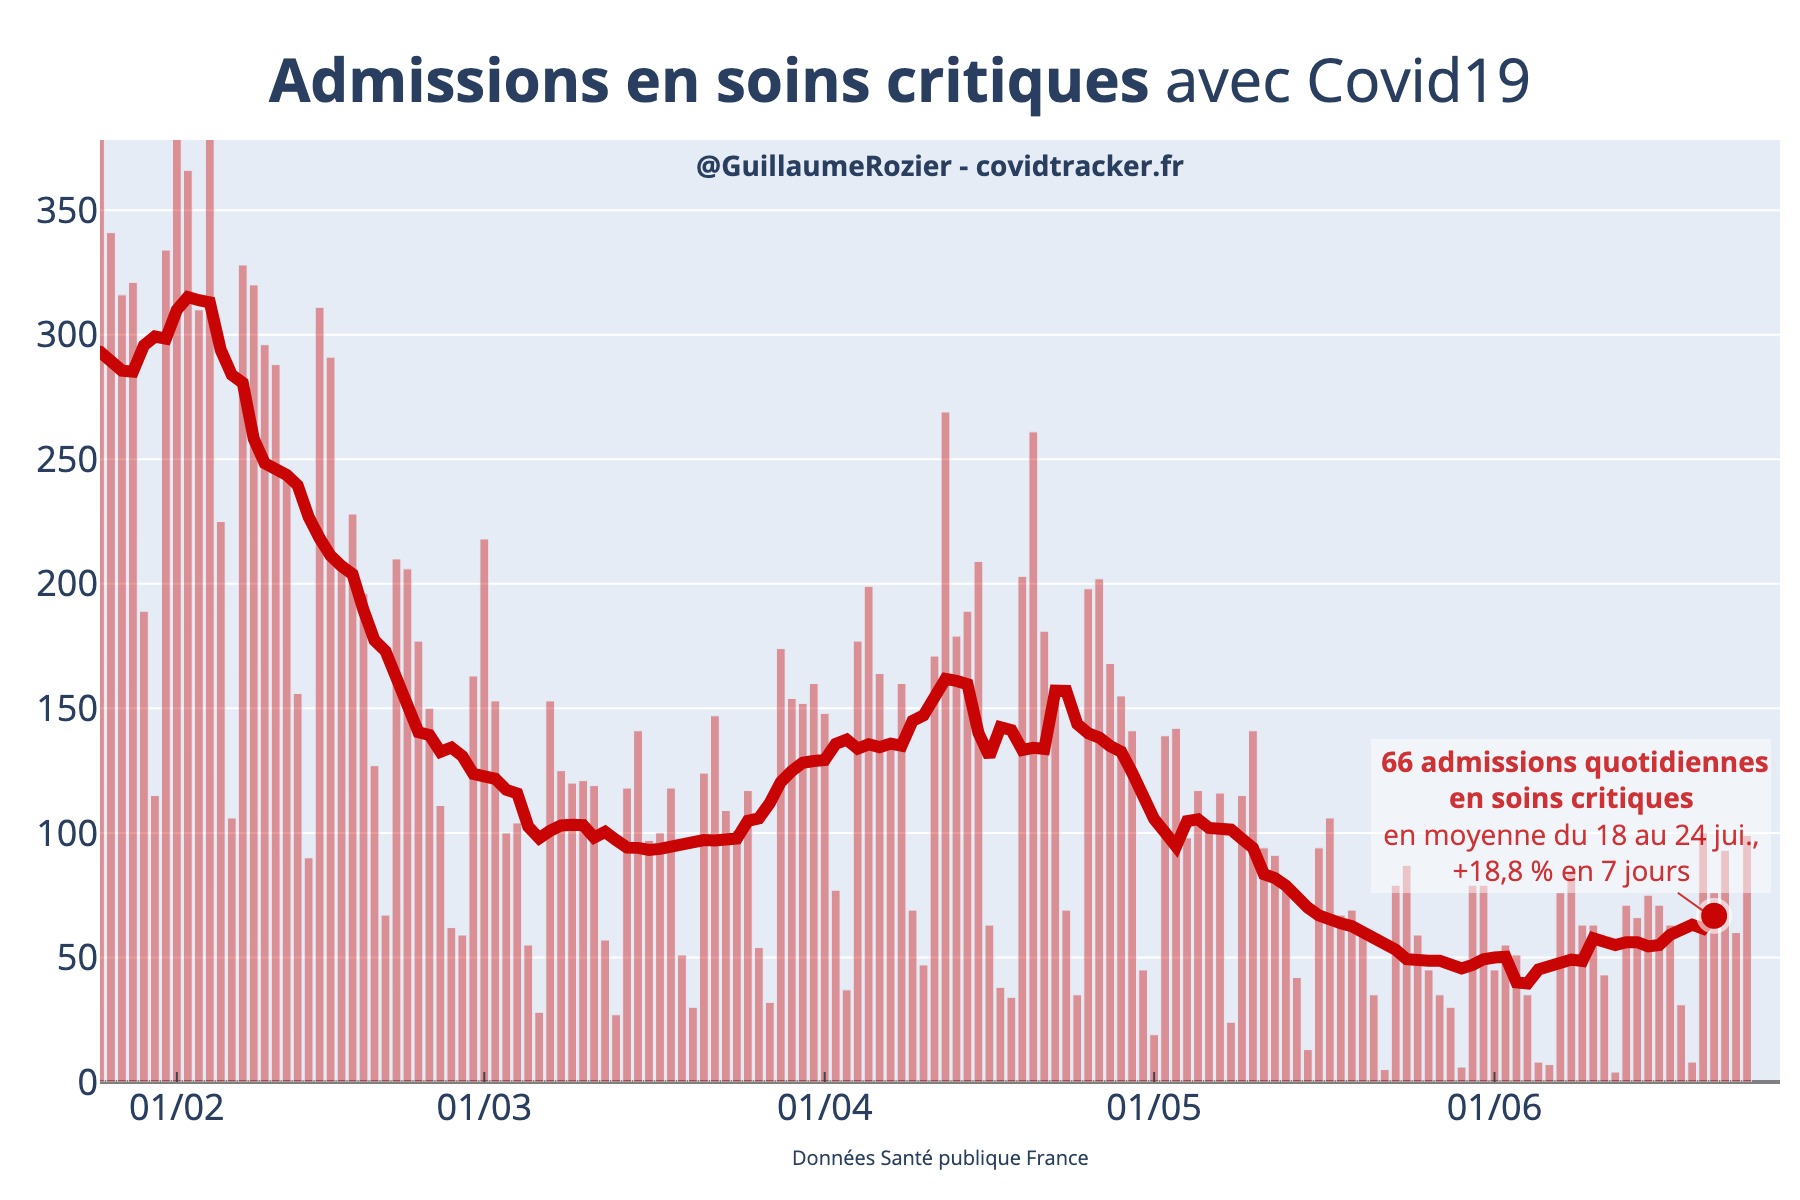 Admissions en soins critiques avec Covid19
@GuillaumeRozier - covidtracker.fr
350
300
250
200
150
100
50
0
66 admissions quotidiennes
en soins critiques
en moyenne du 18 au 24 jui.,
+18,8 % en 7 jours
01/02
01/03
01/04
01/05
01/06
Données Santé publique France